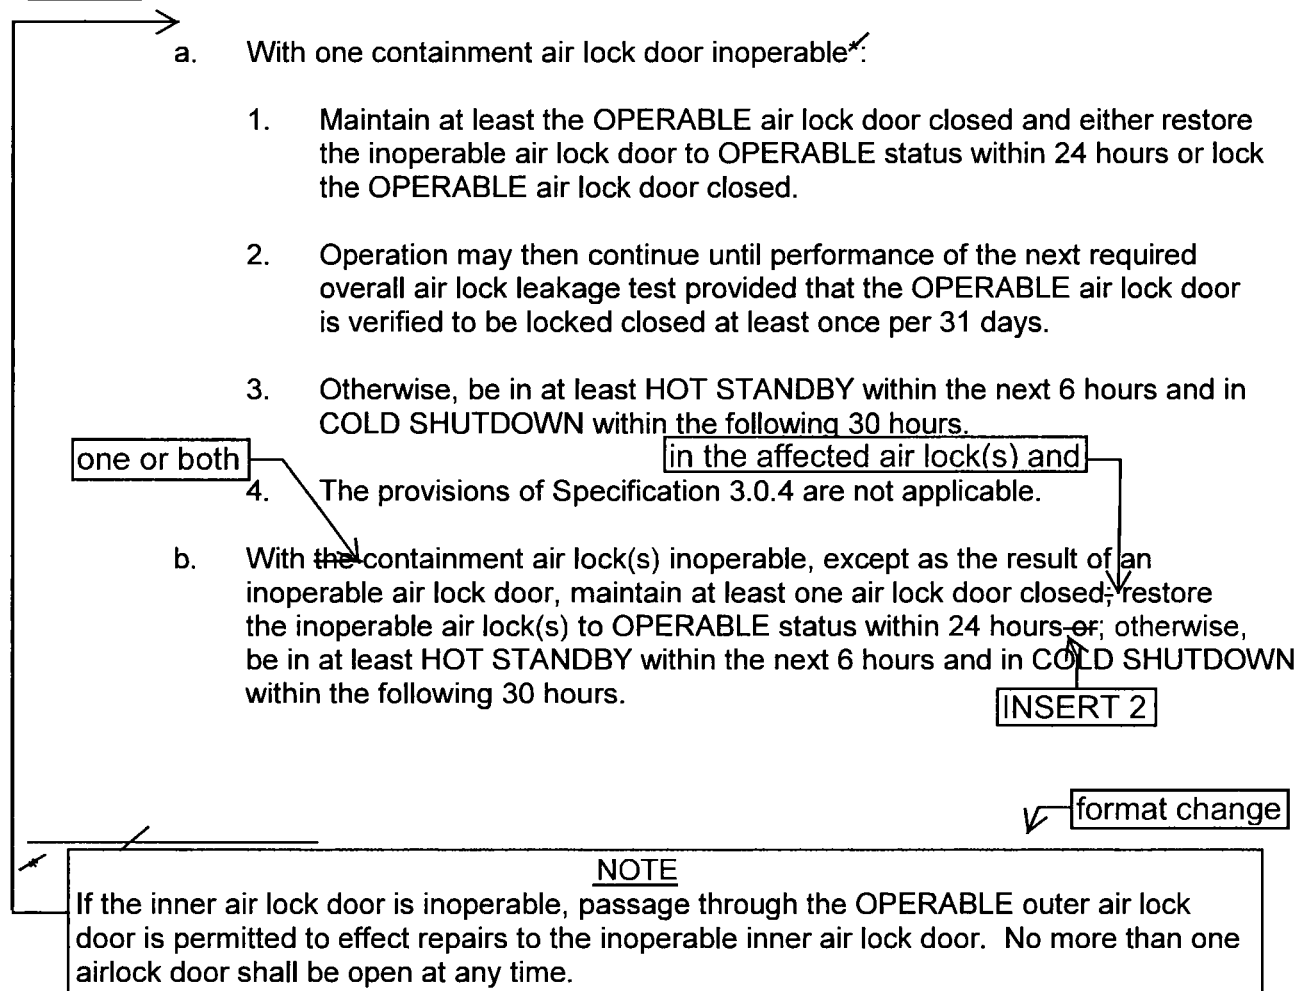 a. With one containment air lock door inoperable*:
1. Maintain at least the OPERABLE air lock door closed and either restore
the inoperable air lock door to OPERABLE status within 24 hours or lock
the OPERABLE air lock door closed.
2. Operation may then continue until performance of the next required
overall air lock leakage test provided that the OPERABLE air lock door
is verified to be locked closed at least once per 31 days.
3. Otherwise, be in at least HOT STANDBY within the next 6 hours and in
COLD SHUTDOWN within the following 30 hours.
one or both
in the affected air lock(s) and
4. The provisions of Specification 3.0.4 are not applicable.
b. With the containment air lock(s) inoperable, except as the result of an
inoperable air lock door, maintain at least one air lock door closed; restore
the inoperable air lock(s) to OPERABLE status within 24 hours or; otherwise,
be in at least HOT STANDBY within the next 6 hours and in COLD SHUTDOWN
within the following 30 hours.
INSERT 2
format change
*
NOTE
If the inner air lock door is inoperable, passage through the OPERABLE outer air lock
door is permitted to effect repairs to the inoperable inner air lock door. No more than one
airlock door shall be open at any time.